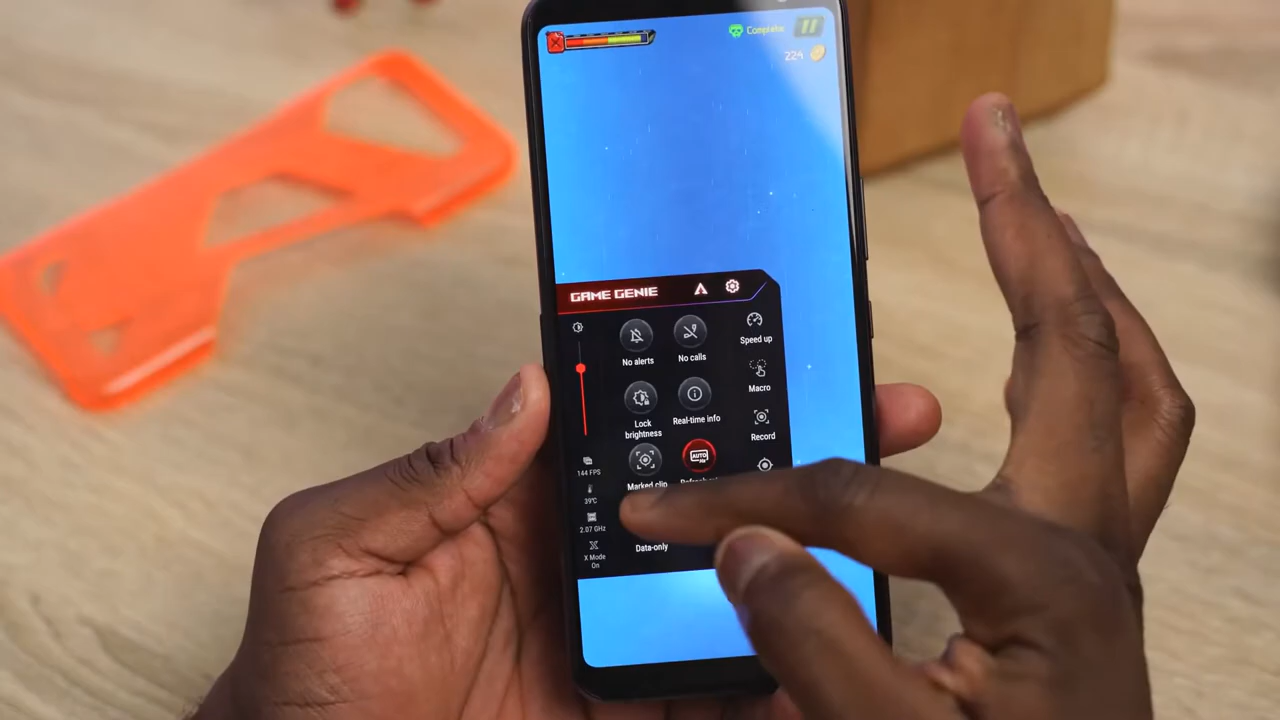 Complete
224
GAME GENIE
No alerts
No calls
Speed up
Lock
brightness
Real-time info
Macro
Record
AUTO
Marked clip
144 FPS
39°C
2.07 GHz
X Mode
On
Data-only